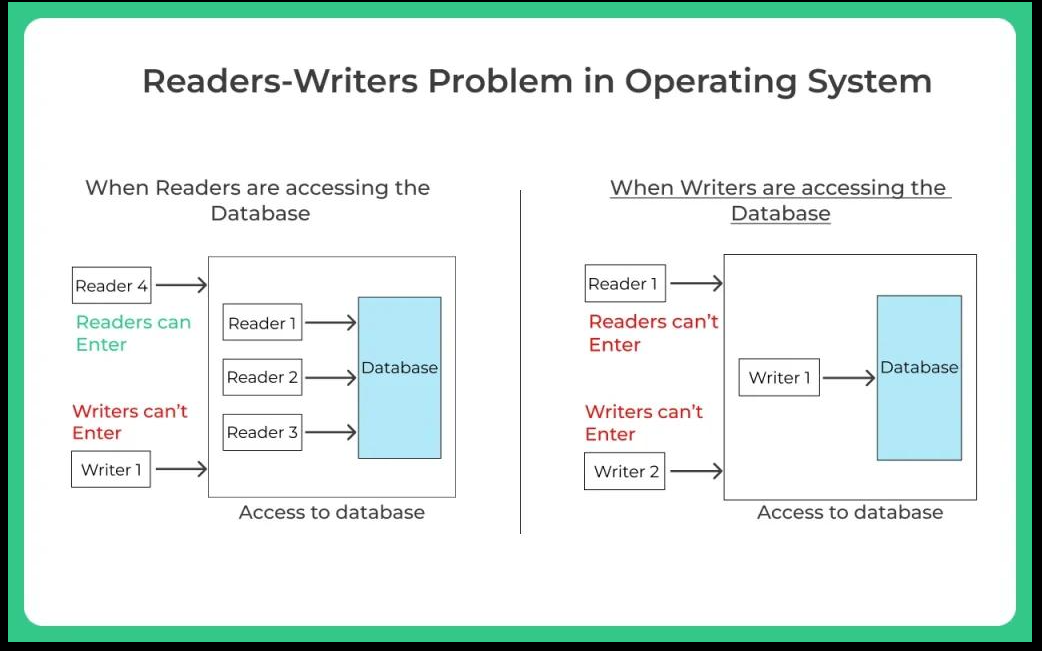 Readers-Writers Problem in Operating System
When Readers are accessing the
Database
Reader 4
Readers can
Enter
Writers can't
Enter
Writer 1
Reader 1
Reader 2
Reader 3
Database
Access to database
When Writers are accessing the
Database
Reader 1
Readers can't
Enter
Writers can't
Enter
Writer 2
Writer 1
Database
Access to database